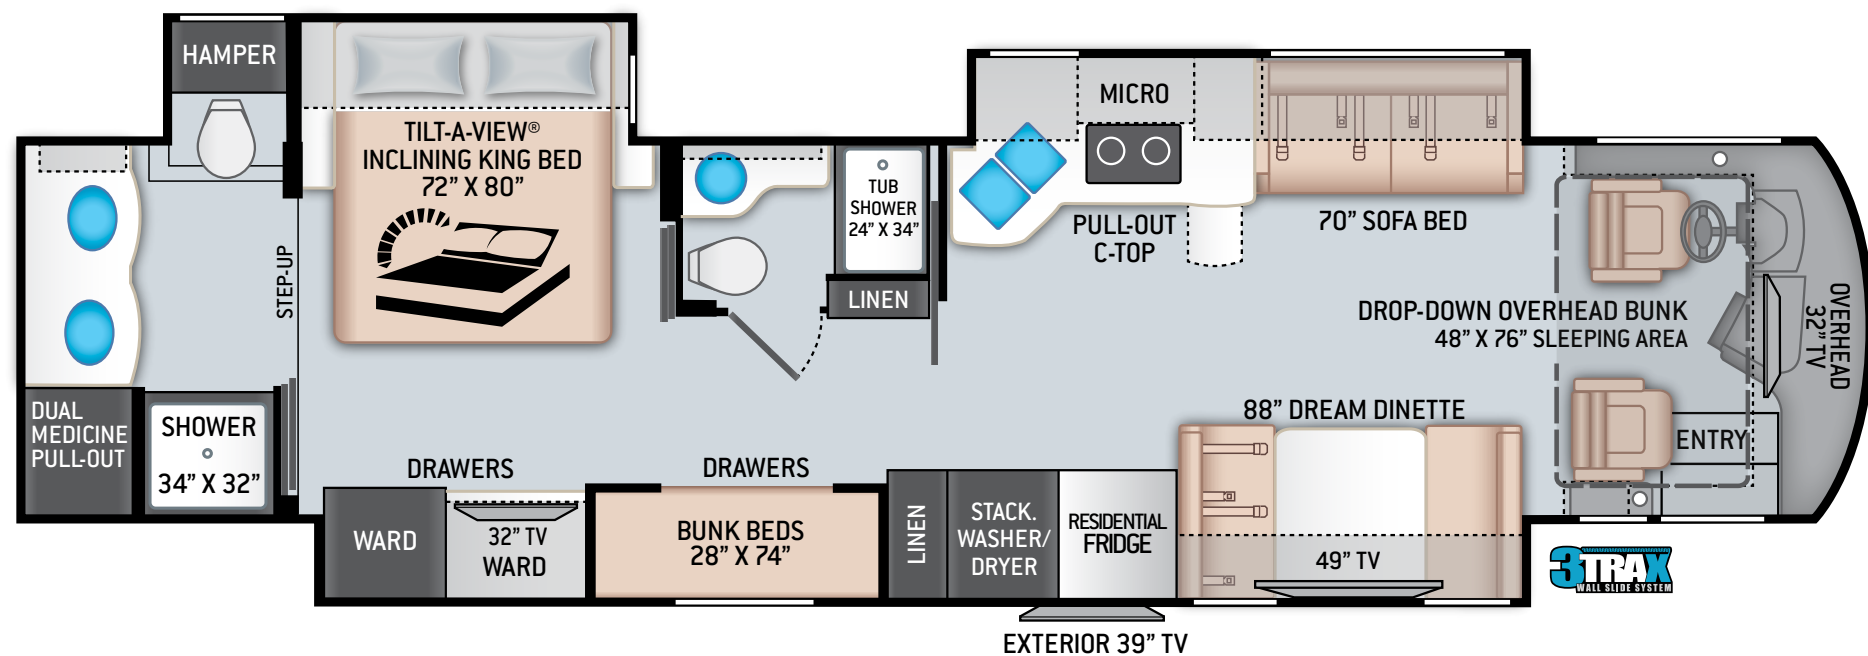 HAMPER
TILT-A-VIEW®
INCLINING KING BED
72” X 80”
STEP-UP
DUAL
MEDICINE
PULL-OUT
SHOWER
34” X 32”
DRAWERS
WARD
32” TV
WARD
DRAWERS
BUNK BEDS
28” X 74”
TUB
SHOWER
24” X 34”
LINEN
LINEN
STACK.
WASHER/
DRYER
RESIDENTIAL
FRIDGE
EXTERIOR 39” TV
MICRO
PULL-OUT
C-TOP
70” SOFA BED
88” DREAM DINETTE
49” TV
DROP-DOWN OVERHEAD BUNK
48” X 76” SLEEPING AREA
OVERHEAD
32” TV
ENTRY
3TRAX
WALL SLIDE SYSTEM